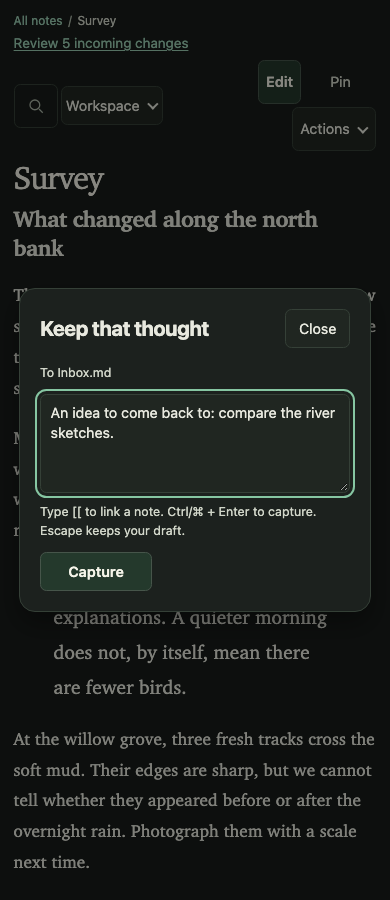 All notes / Survey
Review 5 incoming changes
Edit
Pin
Workspace
Actions
Survey
What changed along the north
bank
Keep that thought
Close
To Inbox.md
An idea to come back to: compare the river
sketches.
Type [[ to link a note. Ctrl/⌘ + Enter to capture.
Escape keeps your draft.
Capture
explanations. A quieter morning
does not, by itself, mean there
are fewer birds.
At the willow grove, three fresh tracks cross the
soft mud. Their edges are sharp, but we cannot
tell whether they appeared before or after the
overnight rain. Photograph them with a scale
next time.